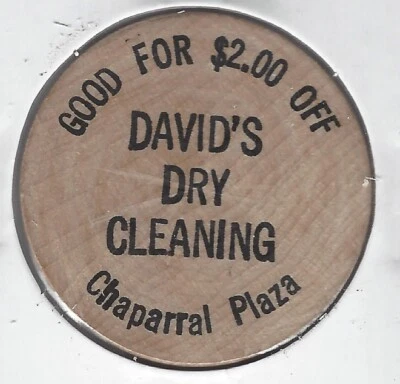 GOOD FOR $2.00 OFF
DAVID'S
DRY
CLEANING
Chaparral Plaza